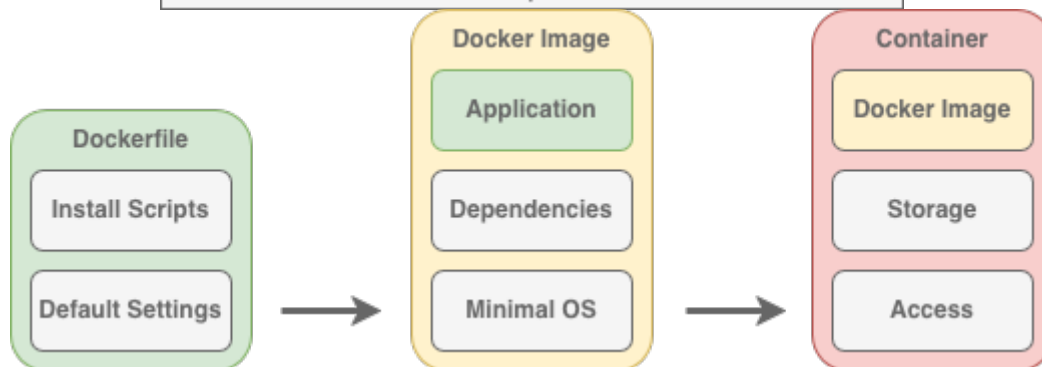 Docker Image
Container
Application
Docker Image
Dockerfile
Install Scripts
Dependencies
Storage
Default Settings
Minimal OS
Access